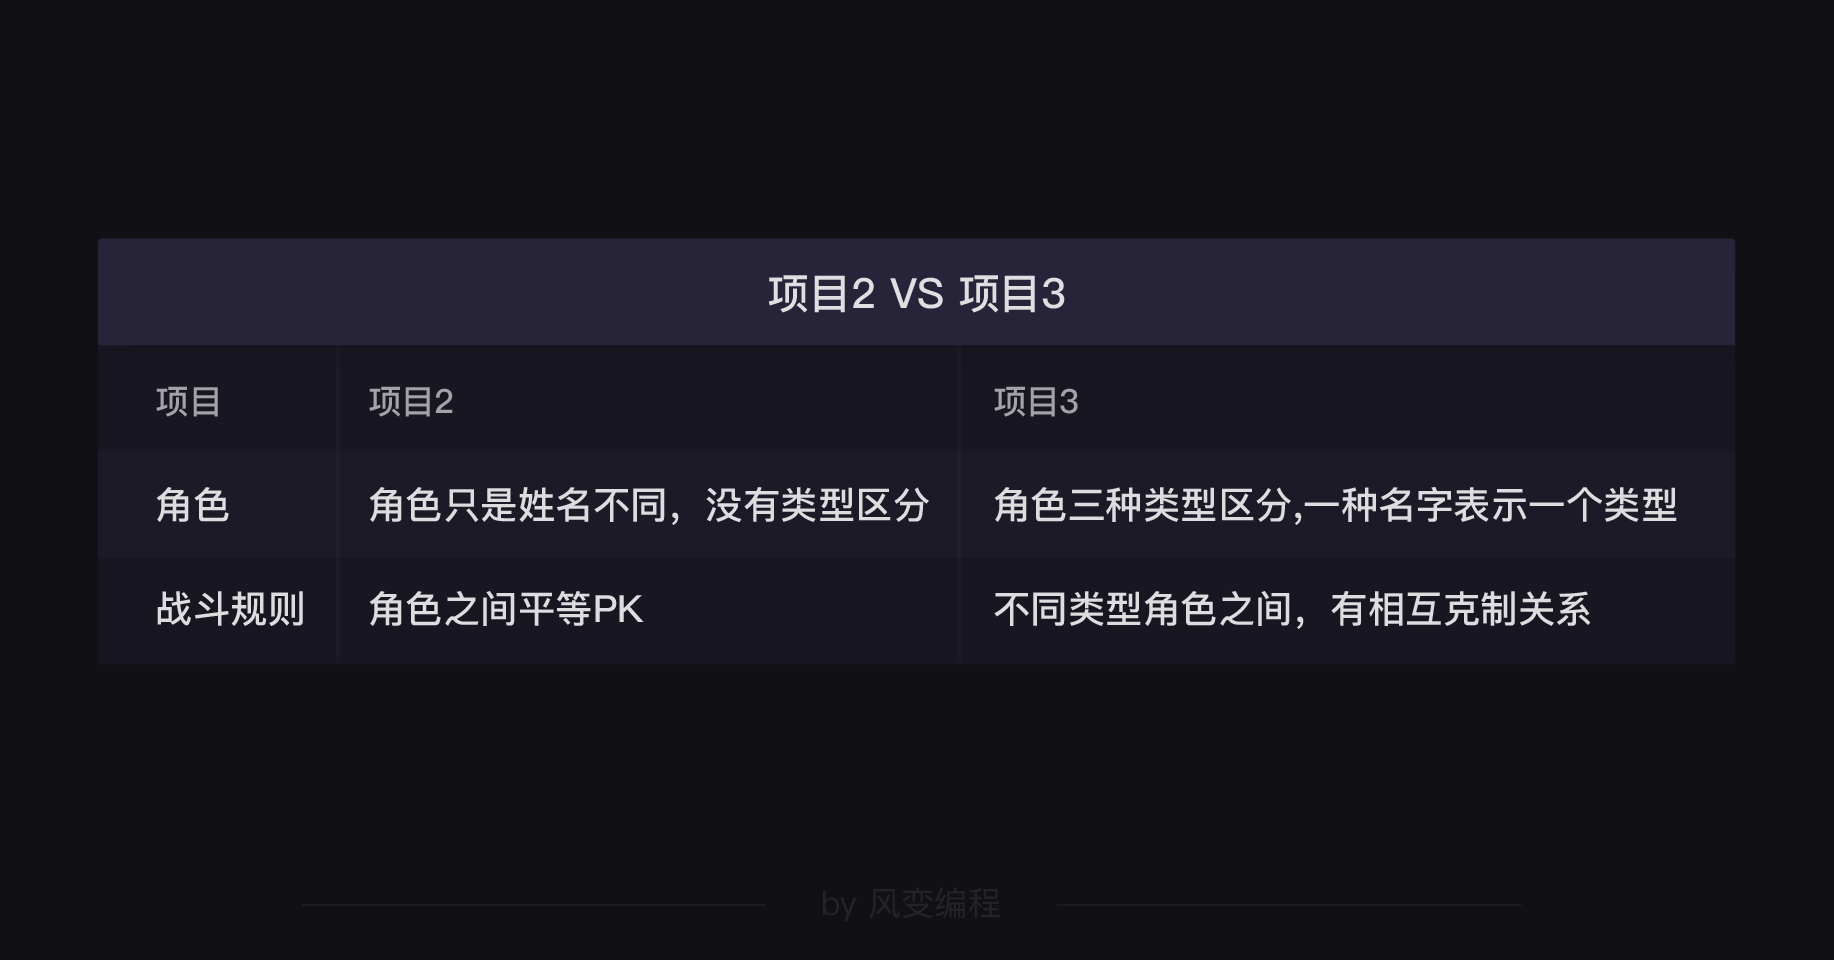 项目2 VS 项目3
项目 项目2 项目3
角色 角色只是姓名不同，没有类型区分 角色三种类型区分,一种名字表示一个类型
战斗规则 角色之间平等PK 不同类型角色之间，有相互克制关系
by 风变编程